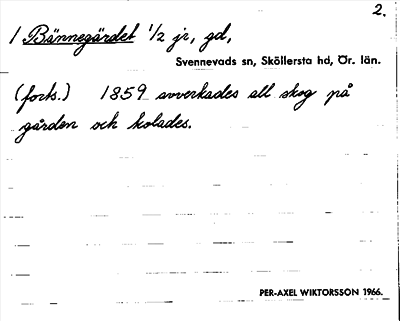 2.
1 Bännegärdet 1/2 jr, gd,
Svennevads sn, Sköllersta hd, Ör. län.
(forts.) 1859 avverkades all skog på
gården och kolades.
PER-AXEL WIKTORSSON 1966.